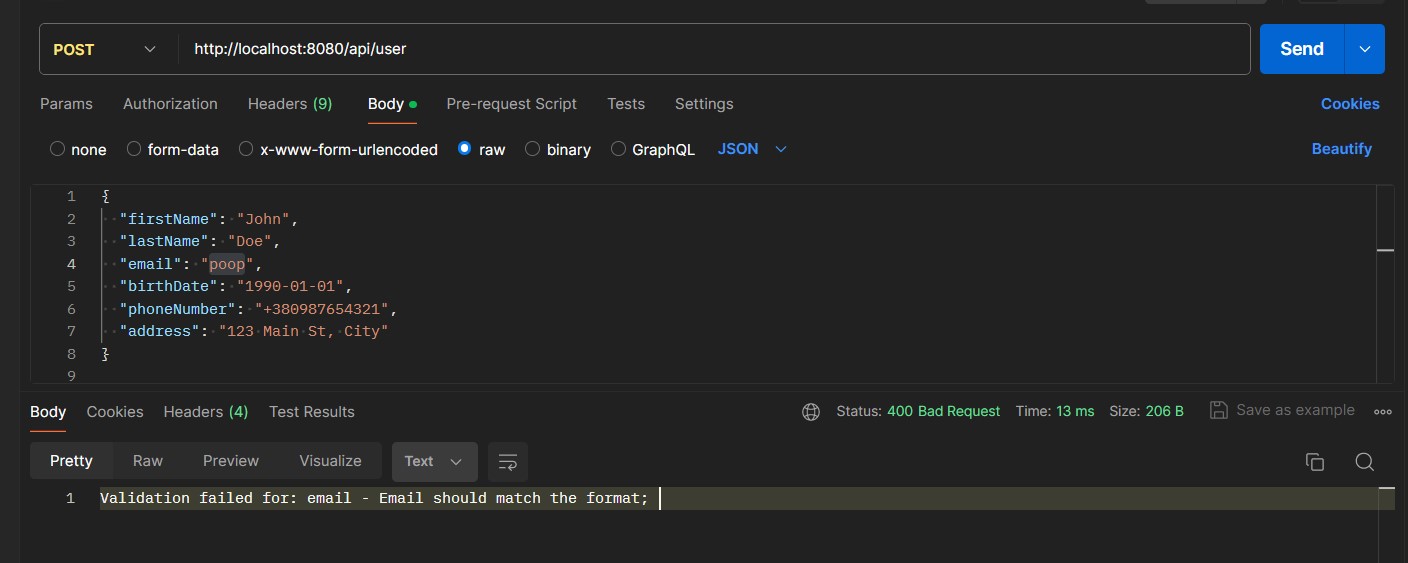 POST http://localhost:8080/api/user Send
Params Authorization Headers (9) Body Pre-request Script Tests Settings Cookies
none form-data x-www-form-urlencoded raw binary GraphQL JSON Beautify
1 {
2 "firstName": "John",
3 "lastName": "Doe",
4 "email": "poop",
5 "birthDate": "1990-01-01",
6 "phoneNumber": "+380987654321",
7 "address": "123 Main St, City"
8 }
9
Body Cookies Headers (4) Test Results Status: 400 Bad Request Time: 13 ms Size: 206 B Save as example
Pretty Raw Preview Visualize Text
1 Validation failed for: email - Email should match the format;